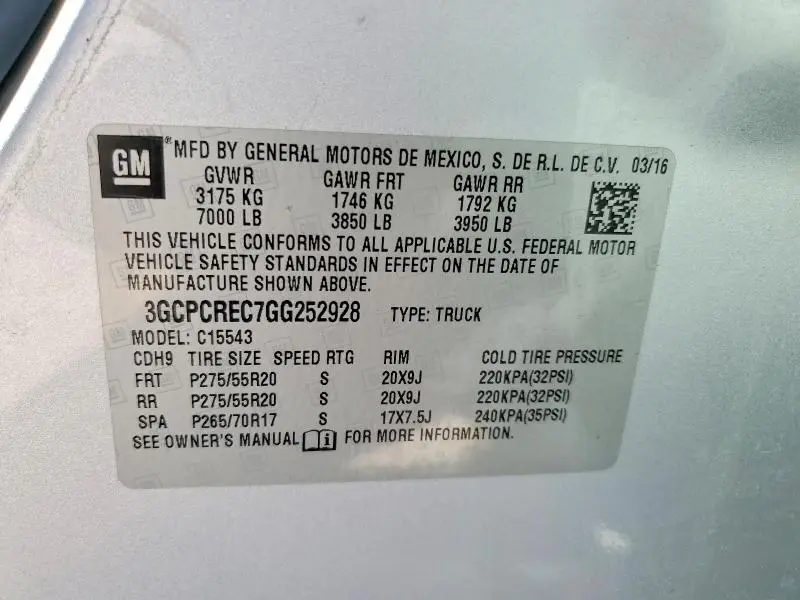 GM ® MFD BY GENERAL MOTORS DE MEXICO, S. DE R.L. DE C.V. 03/16
GVWR GAWR FRT GAWR RR
3175 KG 1746 KG 1792 KG
7000 LB 3850 LB 3950 LB
THIS VEHICLE CONFORMS TO ALL APPLICABLE U.S. FEDERAL MOTOR
VEHICLE SAFETY STANDARDS IN EFFECT ON THE DATE OF
MANUFACTURE SHOWN ABOVE.
3GCPCREC7GG252928 TYPE: TRUCK
MODEL: C15543
CDH9 TIRE SIZE SPEED RTG RIM COLD TIRE PRESSURE
FRT P275/55R20 S 20X9J 220KPA(32PSI)
RR P275/55R20 S 20X9J 220KPA(32PSI)
SPA P265/70R17 S 17X7.5J 240KPA(35PSI)
SEE OWNER'S MANUAL i FOR MORE INFORMATION.